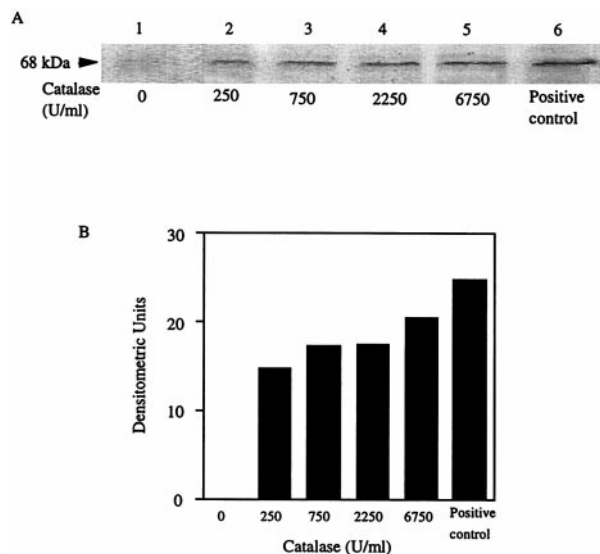 A
1 2 3 4 5 6
68 kDa
Catalase (U/ml)
0 250 750 2250 6750 Positive control
B
30
20
10
0
Densitometric Units
0 250 750 2250 6750 Positive control
Catalase (U/ml)